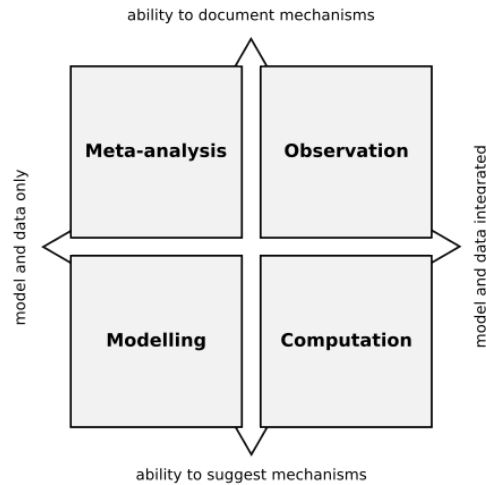 ability to document mechanisms
Meta-analysis
Observation
model and data only
model and data integrated
Modelling
Computation
ability to suggest mechanisms